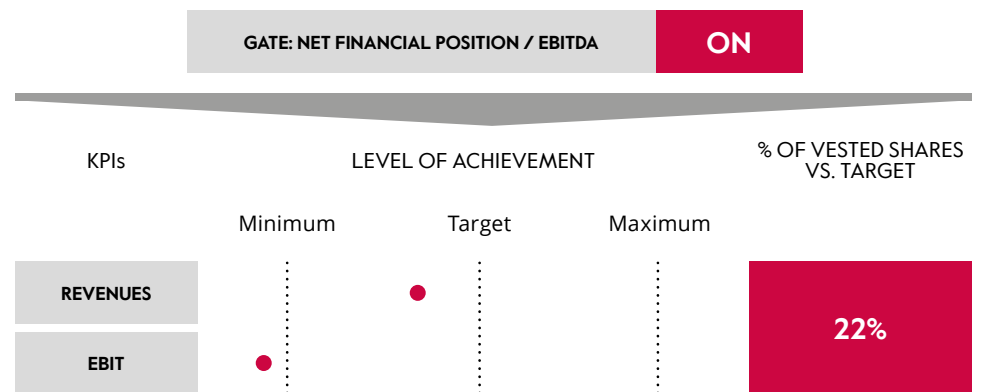 GATE: NET FINANCIAL POSITION / EBITDA
ON
KPIs
LEVEL OF ACHIEVEMENT
% OF VESTED SHARES
VS. TARGET
Minimum
Target
Maximum
REVENUES
22%
EBIT